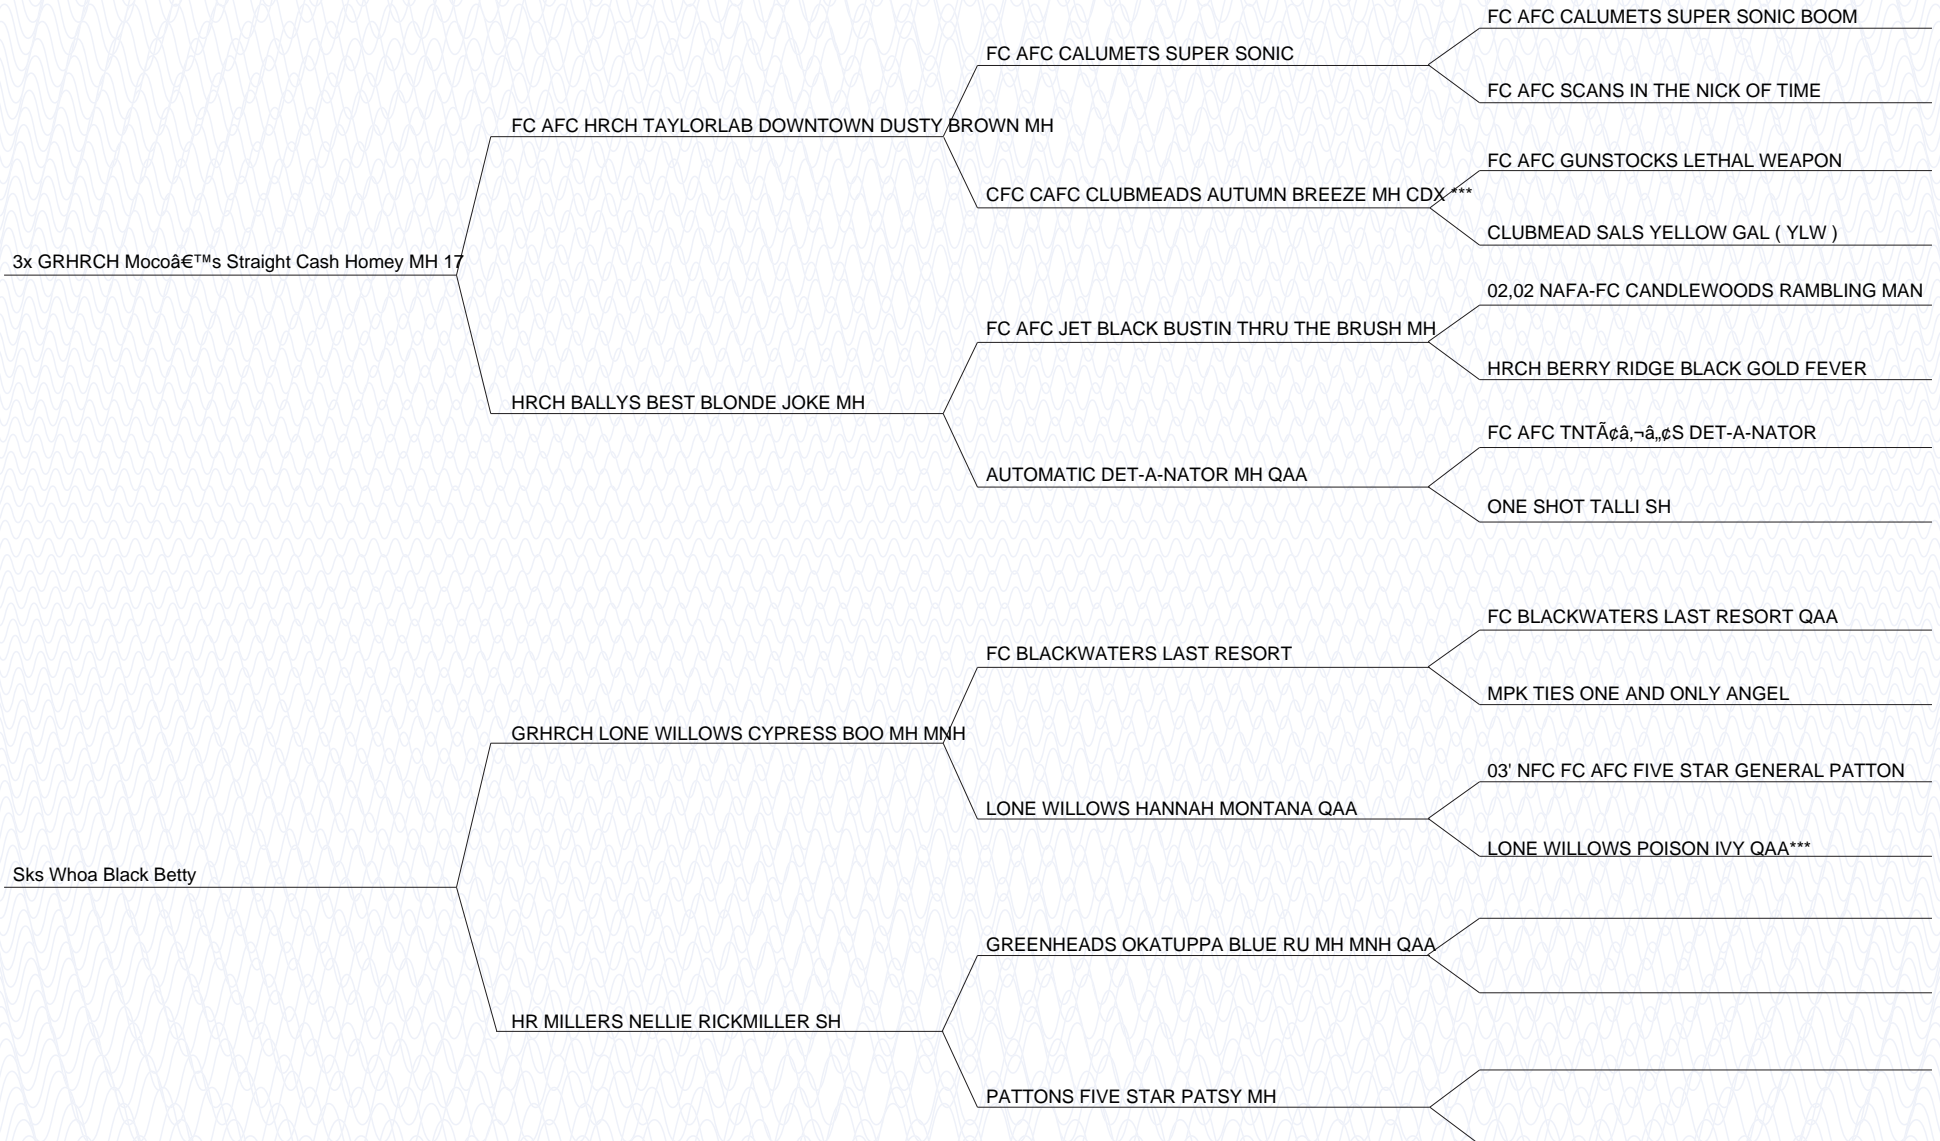 FC AFC CALUMETS SUPER SONIC BOOM
FC AFC CALUMETS SUPER SONIC
FC AFC SCANS IN THE NICK OF TIME
FC AFC HRCH TAYLORLAB DOWNTOWN DUSTY BROWN MH
FC AFC GUNSTOCKS LETHAL WEAPON
CFC CAFC CLUBMEADS AUTUMN BREEZE MH CDX ***
CLUBMEAD SALS YELLOW GAL ( YLW )
3x GRHRCH Mocoâ€™s Straight Cash Homey MH 17
02,02 NAFA-FC CANDLEWOODS RAMBLING MAN
FC AFC JET BLACK BUSTIN THRU THE BRUSH MH
HRCH BERRY RIDGE BLACK GOLD FEVER
HRCH BALLYS BEST BLONDE JOKE MH
FC AFC TNTÃ¢â‚¬â„¢S DET-A-NATOR
AUTOMATIC DET-A-NATOR MH QAA
ONE SHOT TALLI SH
FC BLACKWATERS LAST RESORT QAA
FC BLACKWATERS LAST RESORT
MPK TIES ONE AND ONLY ANGEL
GRHRCH LONE WILLOWS CYPRESS BOO MH MNH
03' NFC FC AFC FIVE STAR GENERAL PATTON
LONE WILLOWS HANNAH MONTANA QAA
LONE WILLOWS POISON IVY QAA***
Sks Whoa Black Betty
GREENHEADS OKATUPPA BLUE RU MH MNH QAA
HR MILLERS NELLIE RICKMILLER SH
PATTONS FIVE STAR PATSY MH